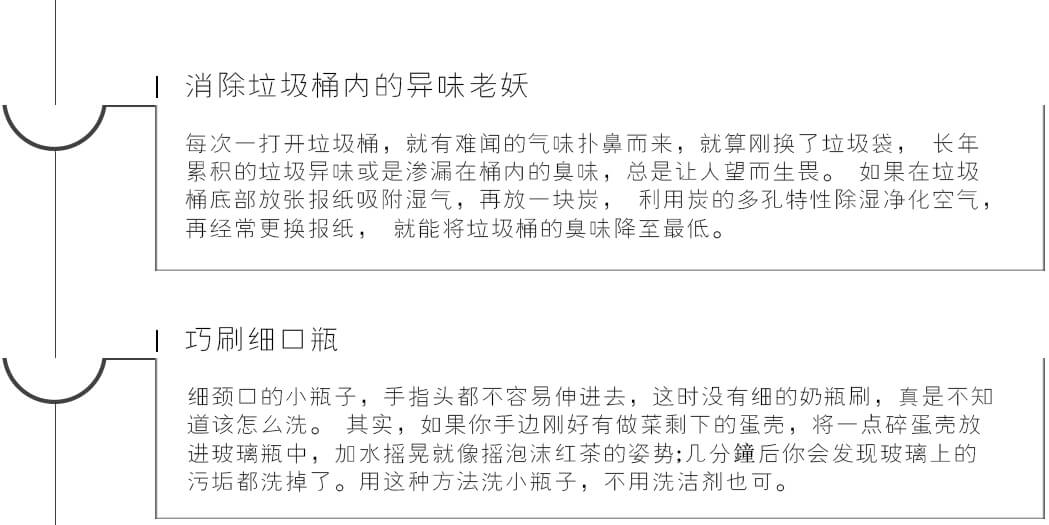 消除垃圾桶内的异味老妖
每次一打开垃圾桶，就有难闻的气味扑鼻而来，就算刚换了垃圾袋， 长年
累积的垃圾异味或是渗漏在桶内的臭味，总是让人望而生畏。 如果在垃圾
桶底部放张报纸吸附湿气，再放一块炭， 利用炭的多孔特性除湿净化空气，
再经常更换报纸， 就能将垃圾桶的臭味降至最低。
巧刷细口瓶
细颈口的小瓶子，手指头都不容易伸进去，这时没有细的奶瓶刷，真是不知
道该怎么洗。 其实，如果你手边刚好有做菜剩下的蛋壳，将一点碎蛋壳放
进玻璃瓶中，加水摇晃就像摇泡沫红茶的姿势;几分鐘后你会发现玻璃上的
污垢都洗掉了。用这种方法洗小瓶子，不用洗洁剂也可。